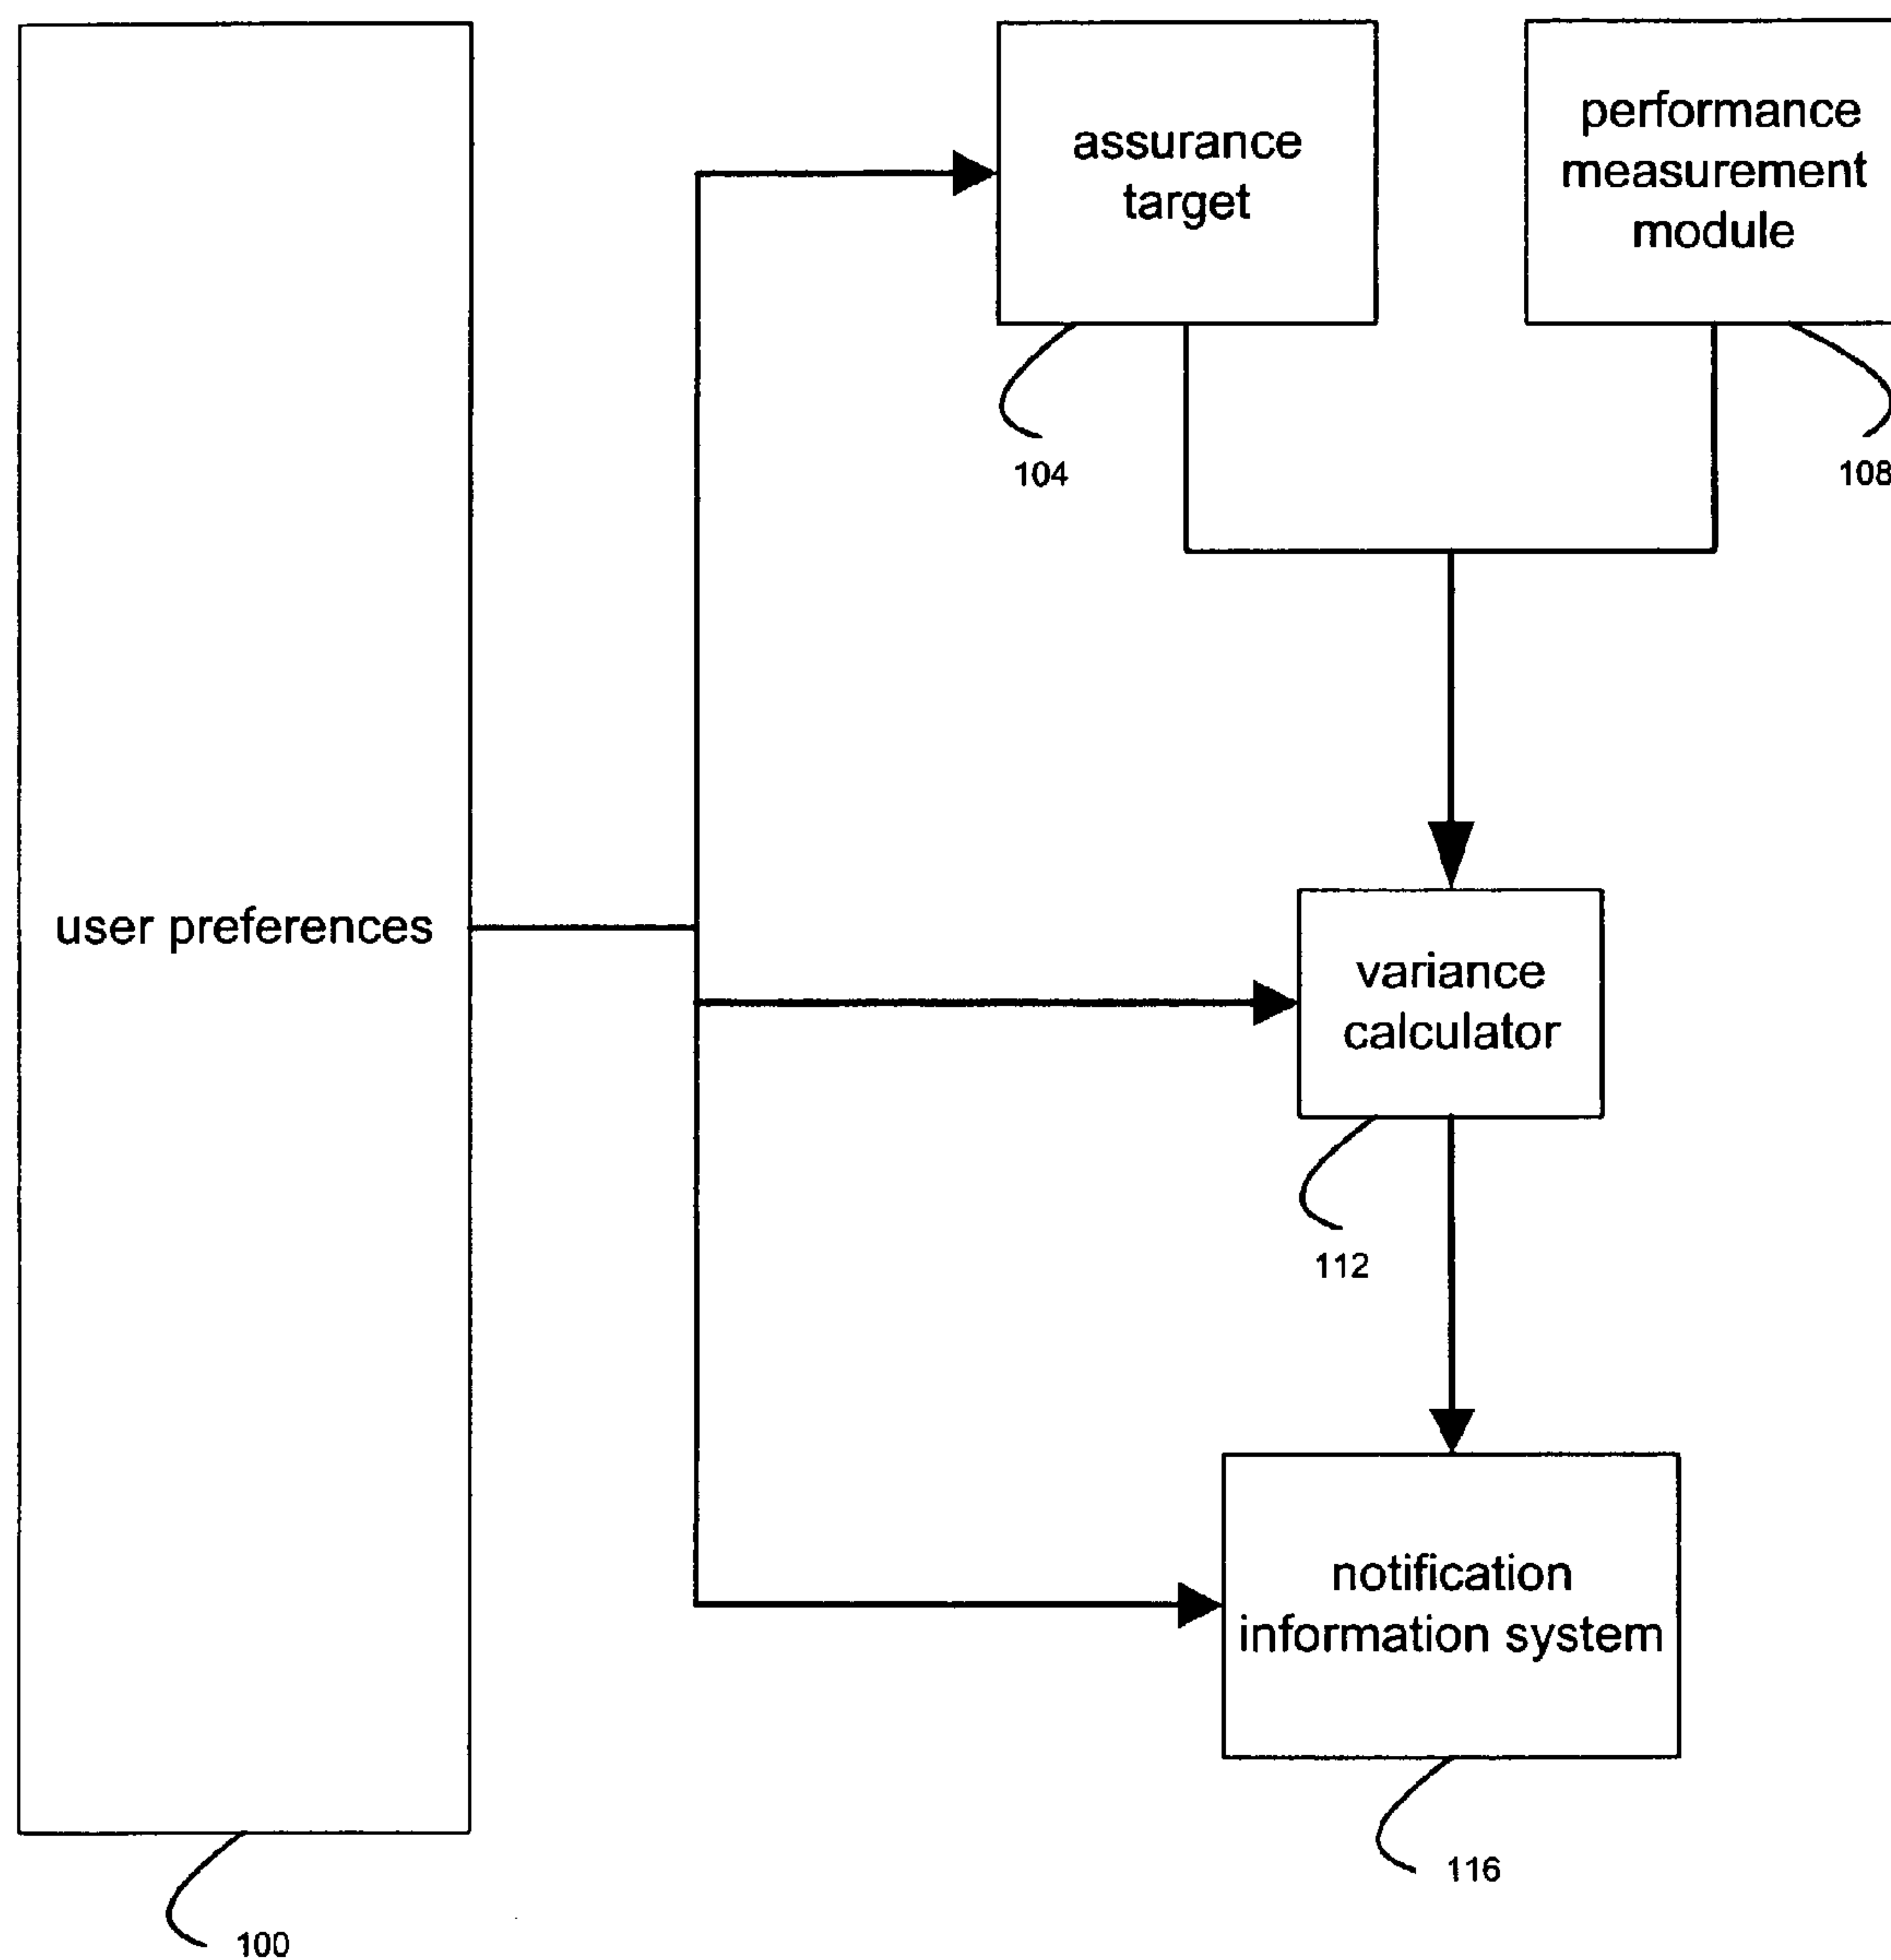 assurance
target
performance
measurement
module
104
108
user preferences
variance
calculator
112
notification
information system
116
100